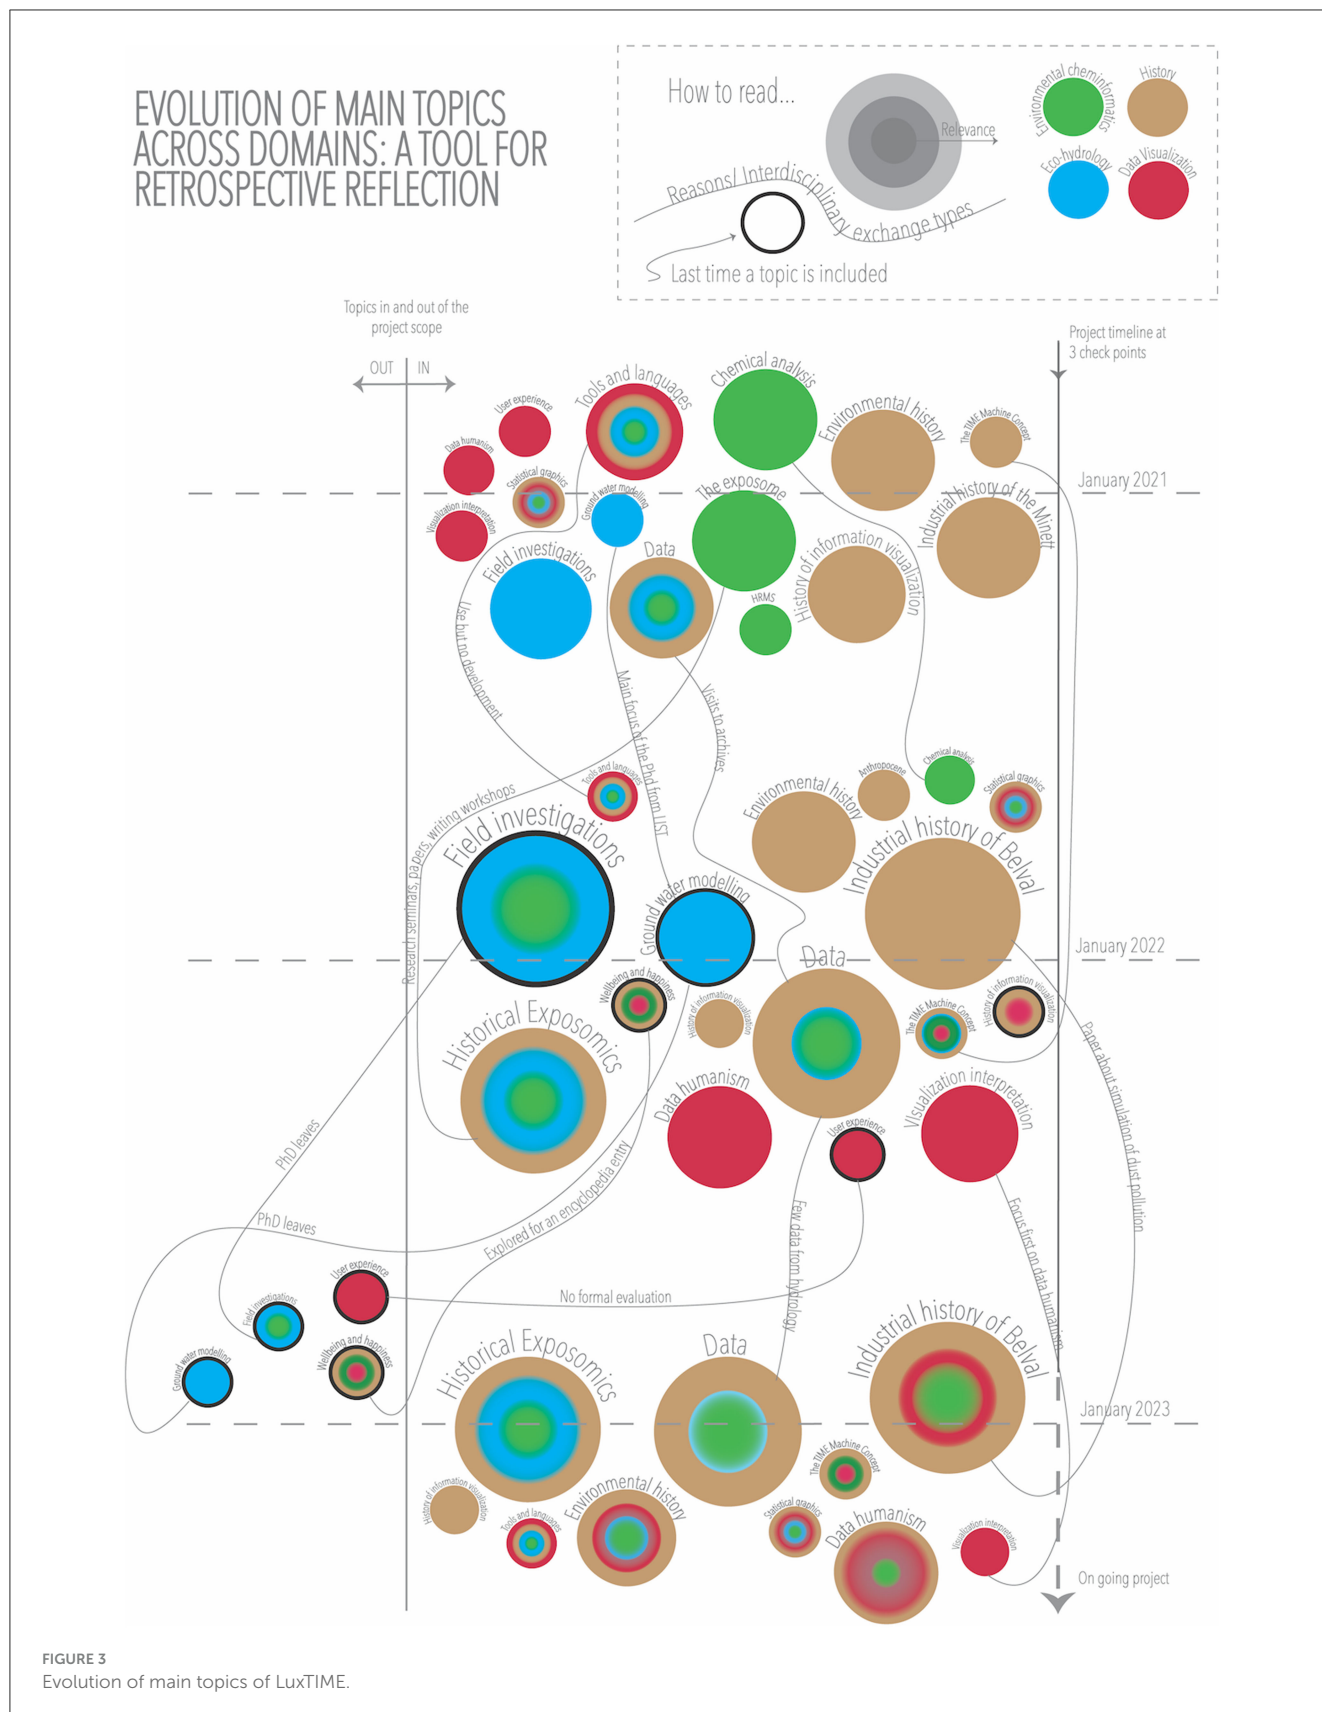 EVOLUTION OF MAIN TOPICS
ACROSS DOMAINS: A TOOL FOR
RETROSPECTIVE REFLECTION
How to read...
Relevance
Reasons/ Interdisciplinary exchange types
Last time a topic is included
Environmental cheminformatics
History
Eco-hydrology
Data Visualization
Topics in and out of the
project scope
OUT
IN
Project timeline at
3 check points
User experience
Tools and languages
Chemical analysis
Environmental history
The TIME Machine Concept
Data humanism
Statistical graphics
January 2021
Visualization interpretation
Ground water modelling
The exposome
Industrial history of the Minett
Field investigations
Data
History of information visualization
HRMS
Use but no development
Main focus of the Phd from LIST
Visits to archives
Research seminars, papers, writing workshops
Tools and languages
Environmental history
Anthropocene
Chemical analysis
Statistical graphics
Field investigations
Industrial history of Belval
Ground water modelling
Data
January 2022
Wellbeing and happiness
History of information visualization
The TIME Machine Concept
History of information visualization
Historical Exposomics
Data humanism
User experience
Visualization interpretation
Paper about simulation of dust pollution
PhD leaves
PhD leaves
Explored for an encyclopedia entry
Few data from hydrology
Focus first on data humanism
No formal evaluation
User experience
Field investigations
Ground water modelling
Wellbeing and happiness
Historical Exposomics
Data
Industrial history of Belval
January 2023
History of information visualization
Tools and languages
Environmental history
The TIME Machine Concept
Statistical graphics
Data humanism
Visualization interpretation
On going project
FIGURE 3
Evolution of main topics of LuxTIME.